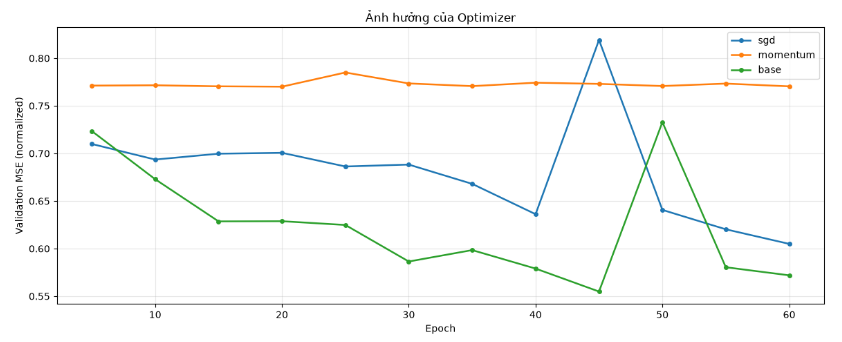 Ảnh hưởng của Optimizer
Validation MSE (normalized)
0.80
0.75
0.70
0.65
0.60
0.55
10
20
30
40
50
60
Epoch
sgd
momentum
base